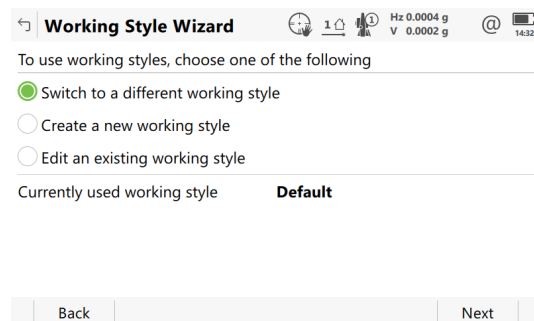 Working Style Wizard
1
1
Hz 0.0004 g
V 0.0002 g
@
14:32
To use working styles, choose one of the following
Switch to a different working style
Create a new working style
Edit an existing working style
Currently used working style Default
Back Next